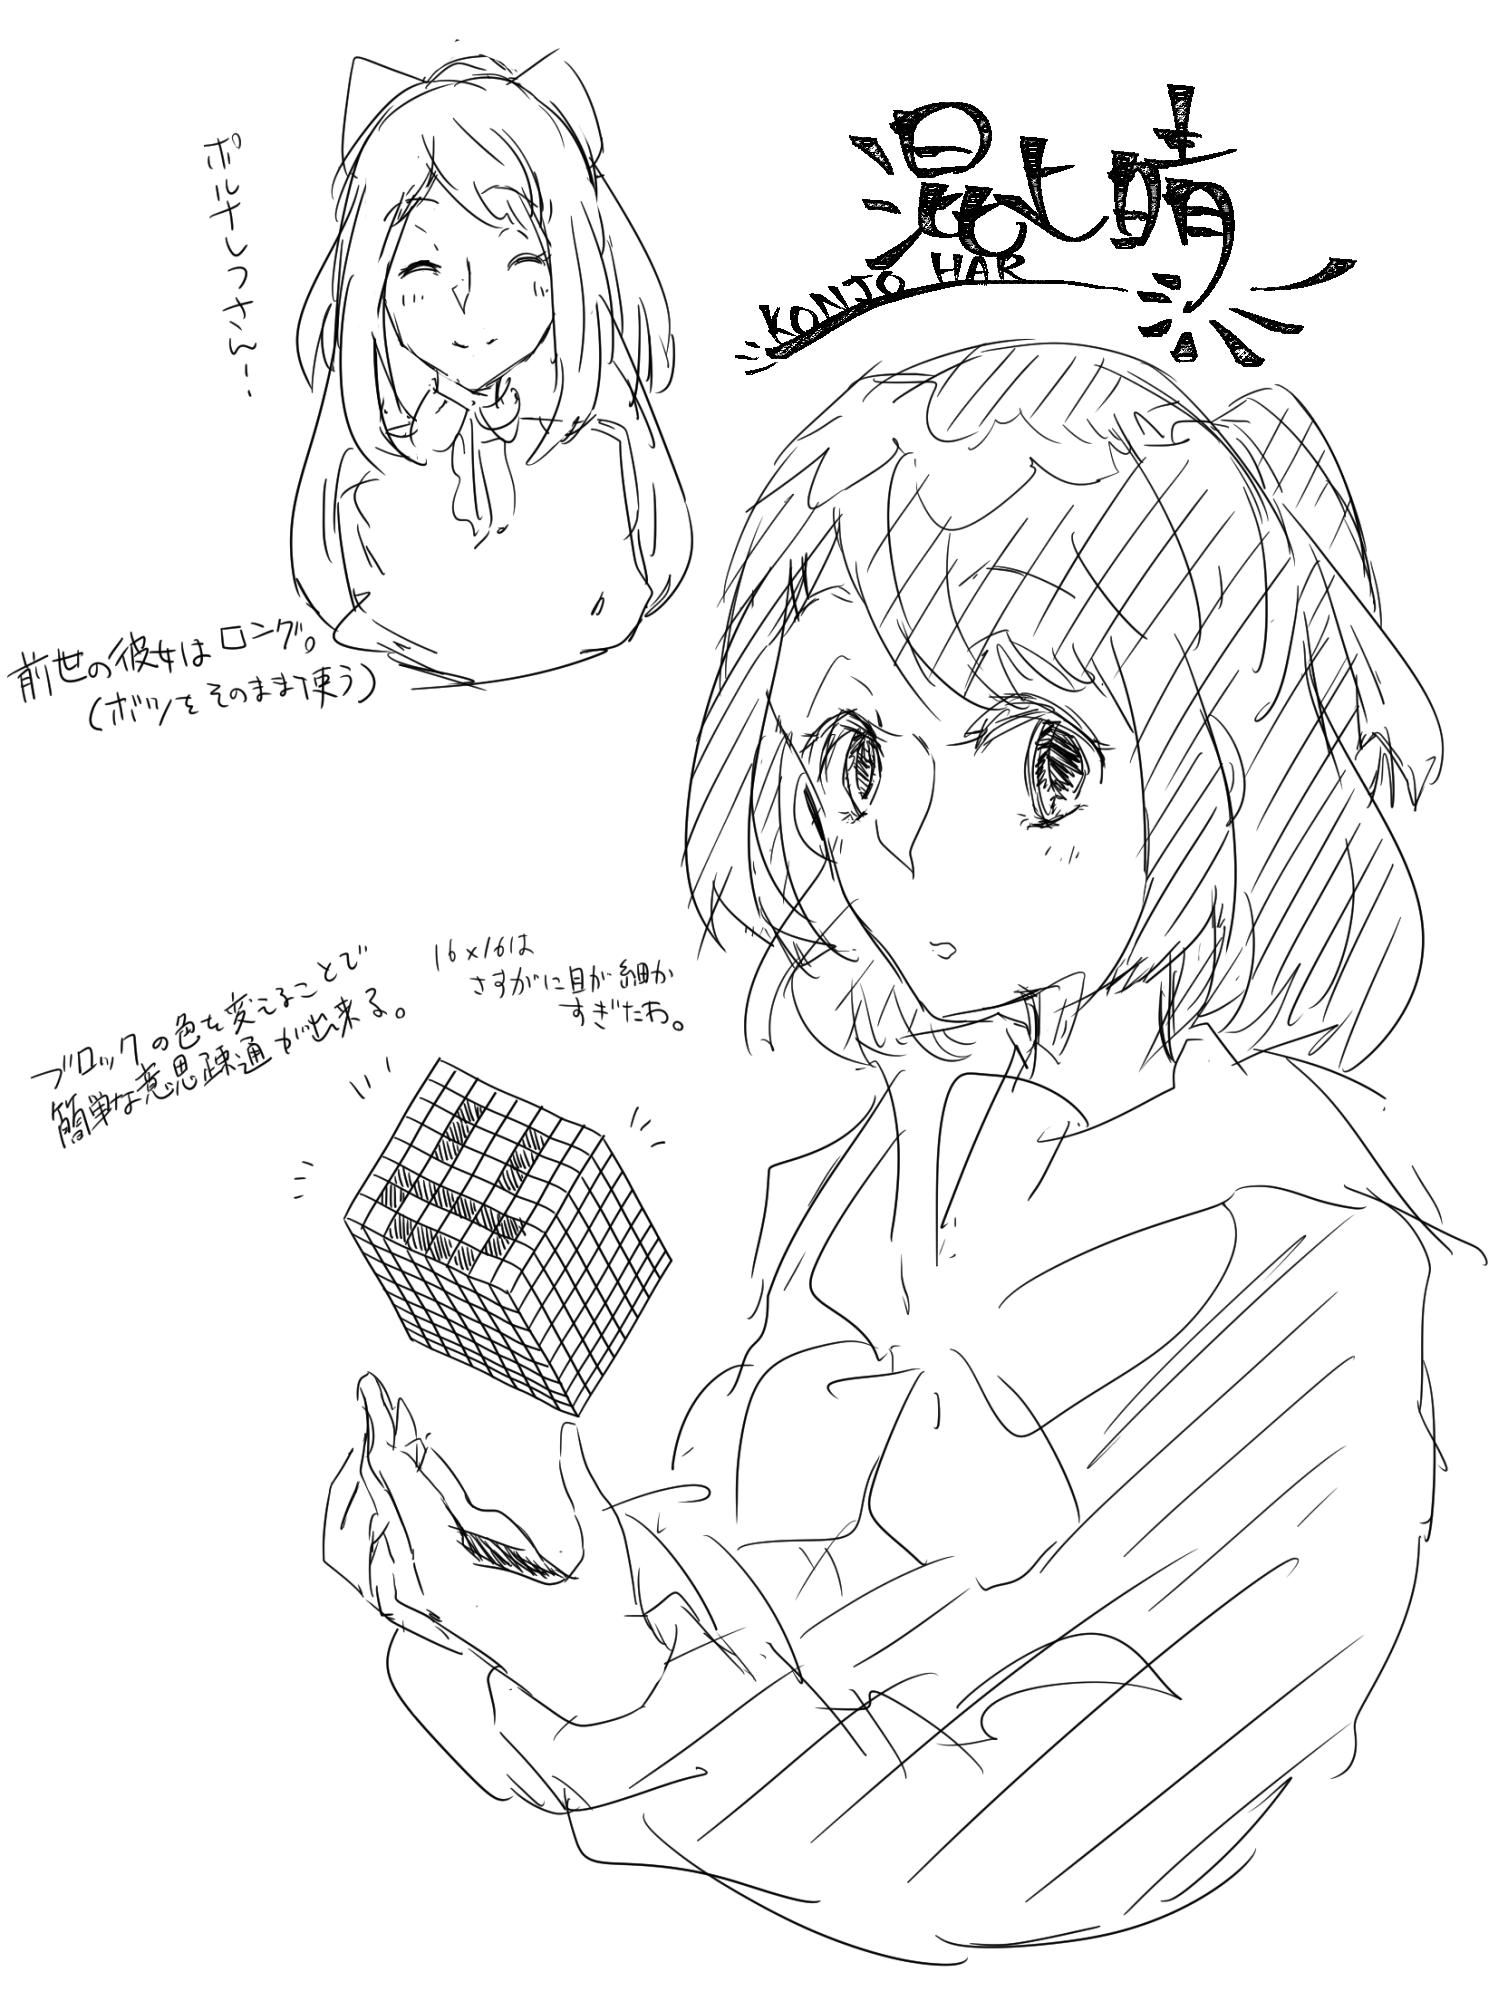 混じ晴
KONJO HAR
ポルナレフさん…
前世の彼女はロング。
(ボツをそのまま使う)
16×16は
さすがに目が細か
すぎたわ。
ブロックの色を変えることで
簡単な意思疎通が出来る。